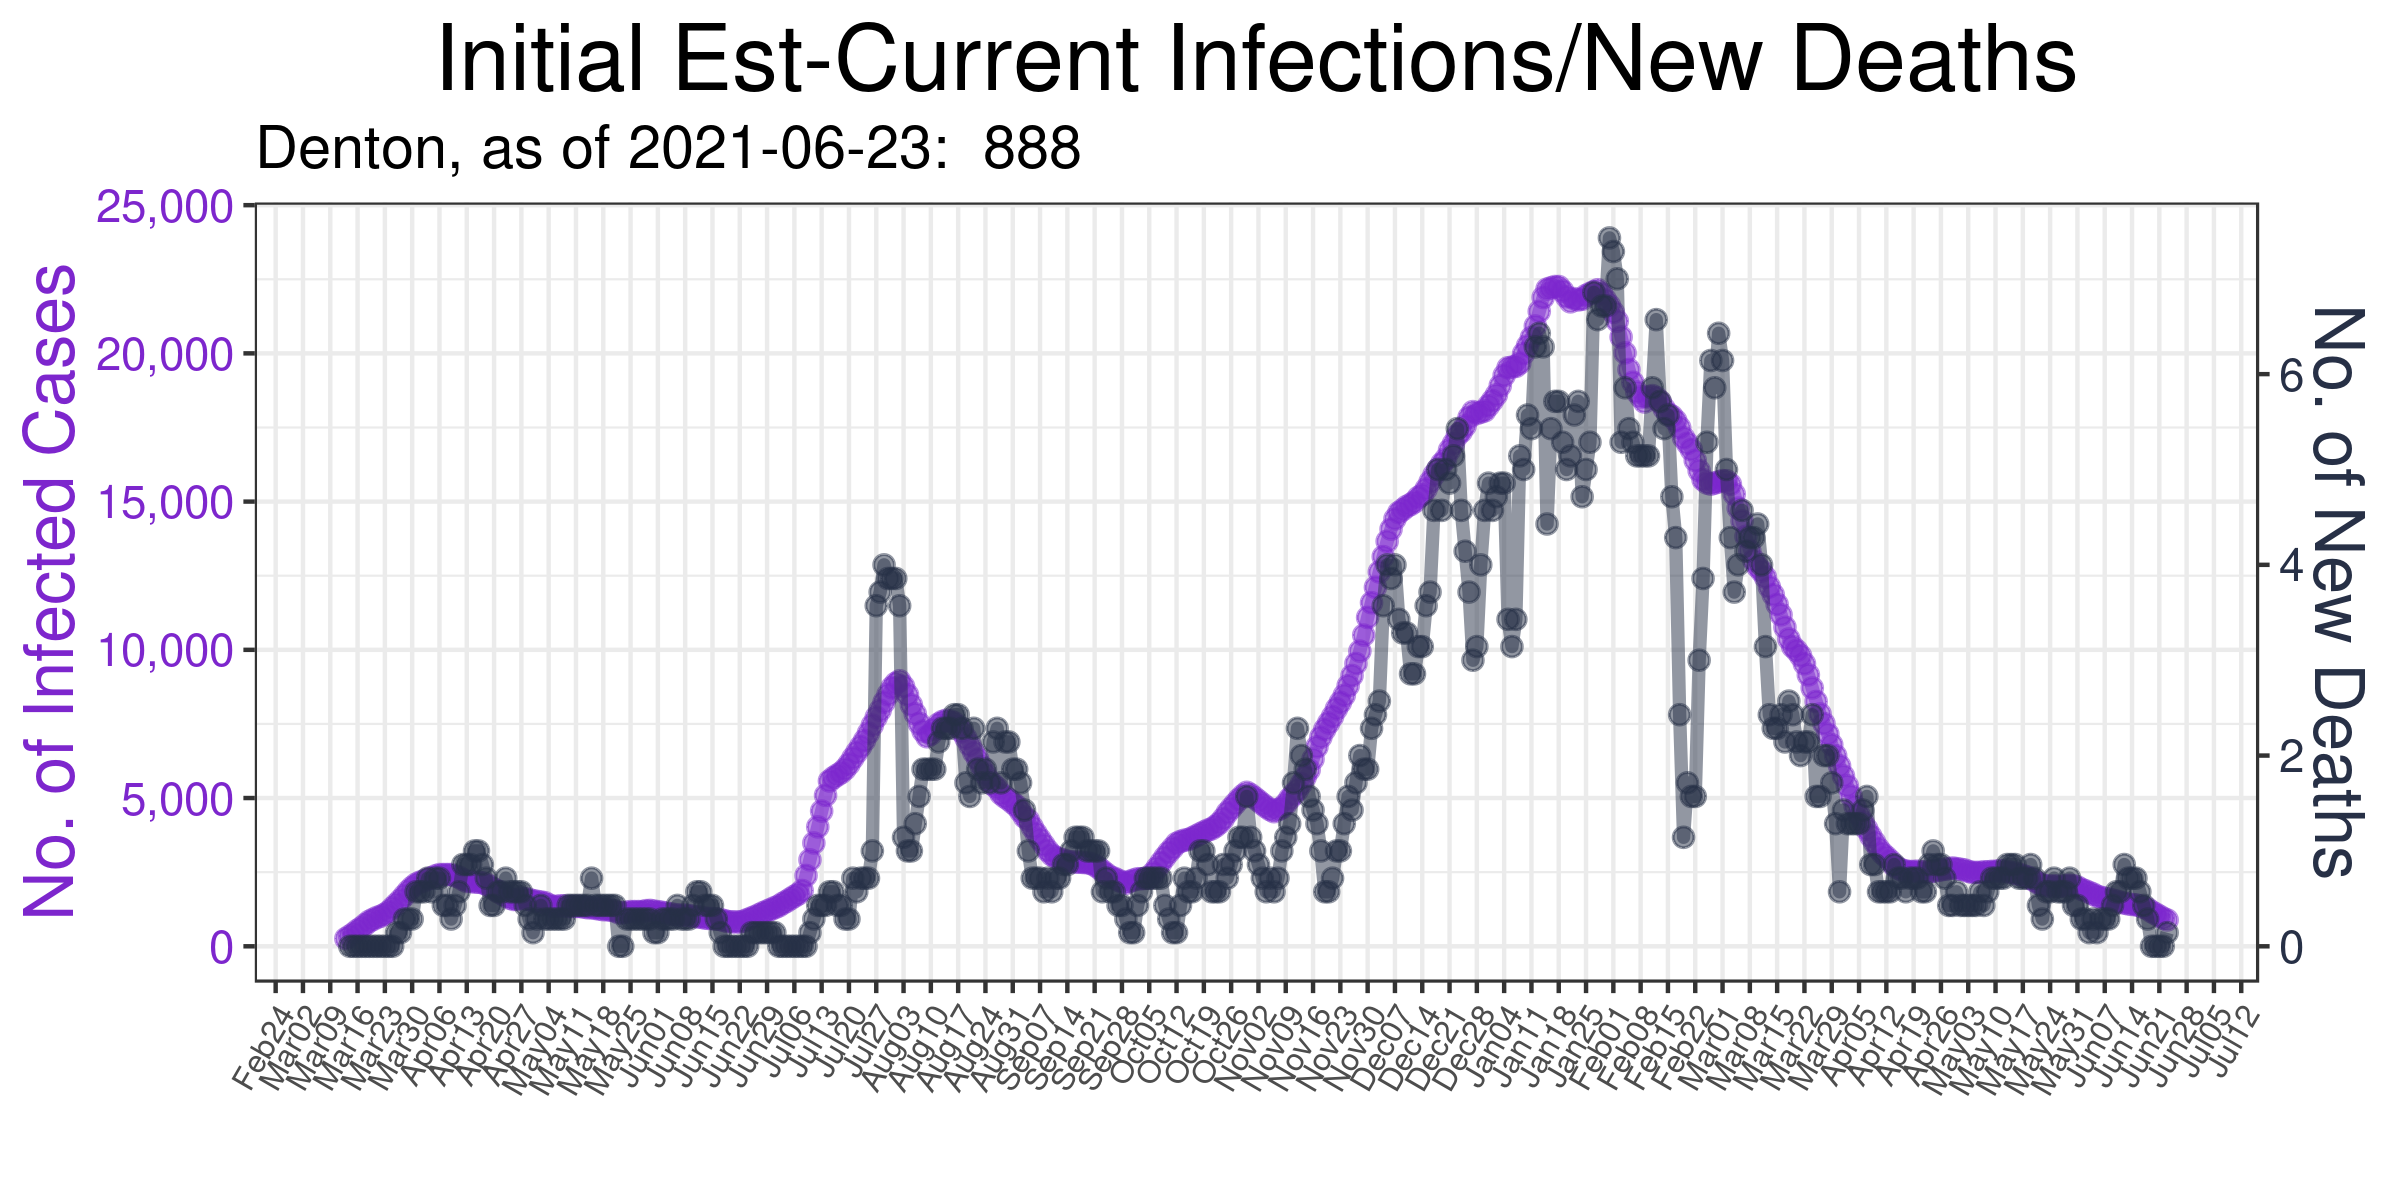 Initial Est-Current Infections/New Deaths
Denton, as of 2021-06-23:  888
No. of Infected Cases
25,000
20,000
15,000
10,000
5,000
0
No. of New Deaths
6
4
2
0
Feb24
Mar02
Mar09
Mar16
Mar23
Mar30
Apr06
Apr13
Apr20
Apr27
May04
May11
May18
May25
Jun01
Jun08
Jun15
Jun22
Jun29
Jul06
Jul13
Jul20
Jul27
Aug03
Aug10
Aug17
Aug24
Aug31
Sep07
Sep14
Sep21
Sep28
Oct05
Oct12
Oct19
Oct26
Nov02
Nov09
Nov16
Nov23
Nov30
Dec07
Dec14
Dec21
Dec28
Dec04
Jan11
Jan18
Jan25
Feb01
Feb08
Feb15
Feb22
Mar01
Mar08
Mar15
Mar22
Mar29
Apr05
Apr12
Apr19
Apr26
May03
May10
May17
May24
May31
May07
Jun14
Jun21
Jun28
Jun05
Jul12